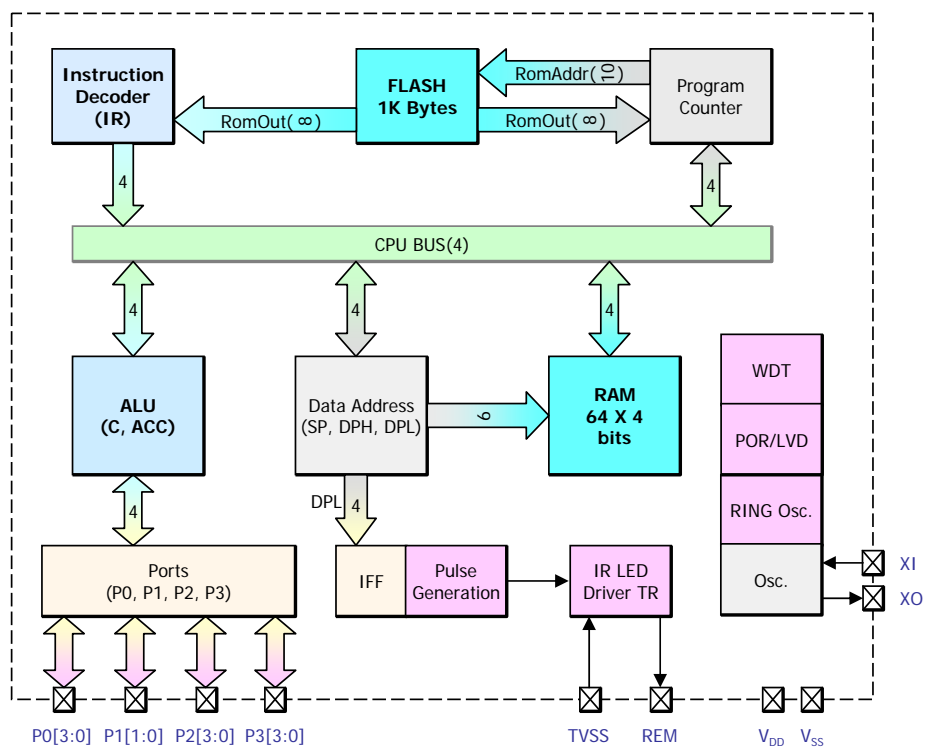 Instruction
Decoder
(IR)
FLASH
1K Bytes
RomAddr(10)
Program
Counter
RomOut(8)
RomOut(8)
4
4
CPU BUS(4)
4
4
4
ALU
(C, ACC)
Data Address
(SP, DPH, DPL)
6
RAM
64 X 4
bits
WDT
POR/LVD
RING Osc.
Osc.
XI
XO
4
DPL
4
Ports
(P0, P1, P2, P3)
IFF
Pulse
Generation
IR LED
Driver TR
P0[3:0]
P1[1:0]
P2[3:0]
P3[3:0]
TVSS
REM
VDD
VSS